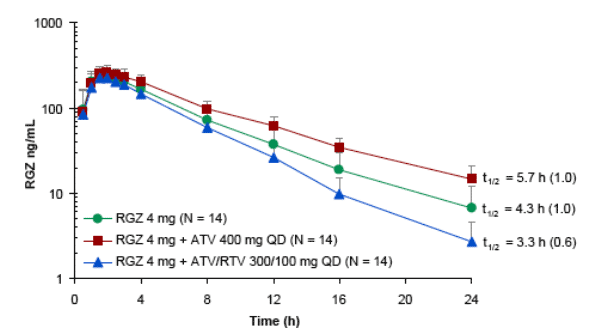 1000
100
10
1
RGZ ng/mL
t1/2 = 5.7 h (1.0)
t1/2 = 4.3 h (1.0)
t1/2 = 3.3 h (0.6)
RGZ 4 mg (N = 14)
RGZ 4 mg + ATV 400 mg QD (N = 14)
RGZ 4 mg + ATV/RTV 300/100 mg QD (N = 14)
0 4 8 12 16 20 24
Time (h)